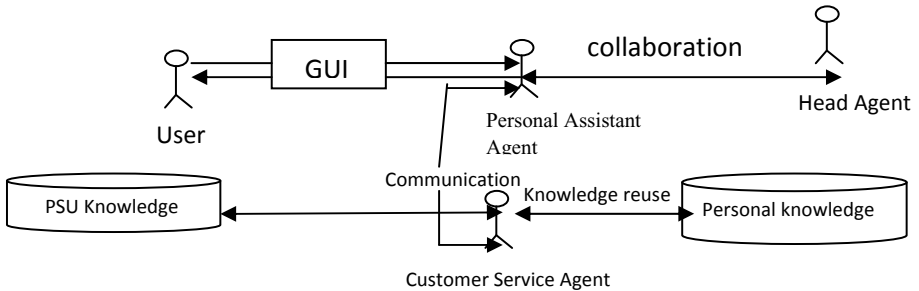 collaboration
GUI
Head Agent
User
Personal Assistant
Agent
Communication
PSU Knowledge
Knowledge reuse
Personal knowledge
Customer Service Agent